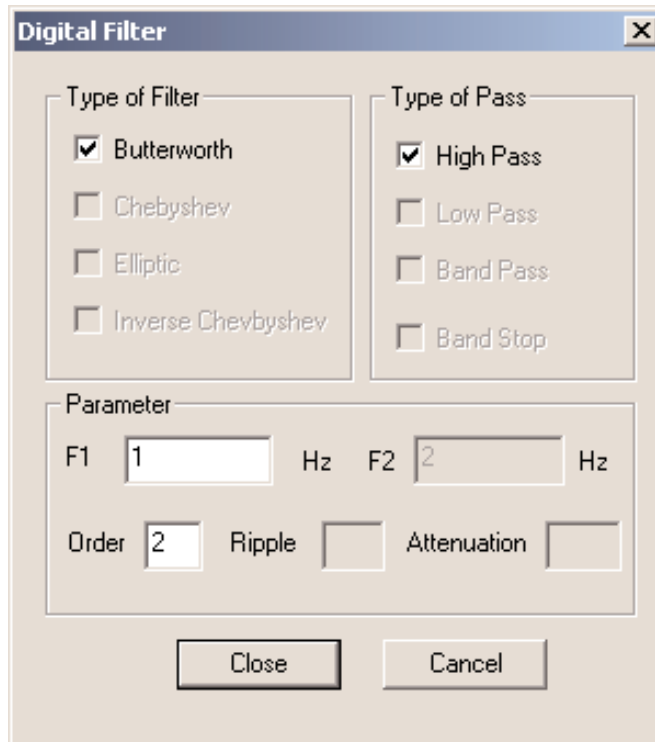 Digital Filter
Type of Filter
Butterworth
Chebyshev
Elliptic
Inverse Chevbyshev
Type of Pass
High Pass
Low Pass
Band Pass
Band Stop
Parameter
F1 1 Hz F2 2 Hz
Order 2 Ripple Attenuation
Close Cancel